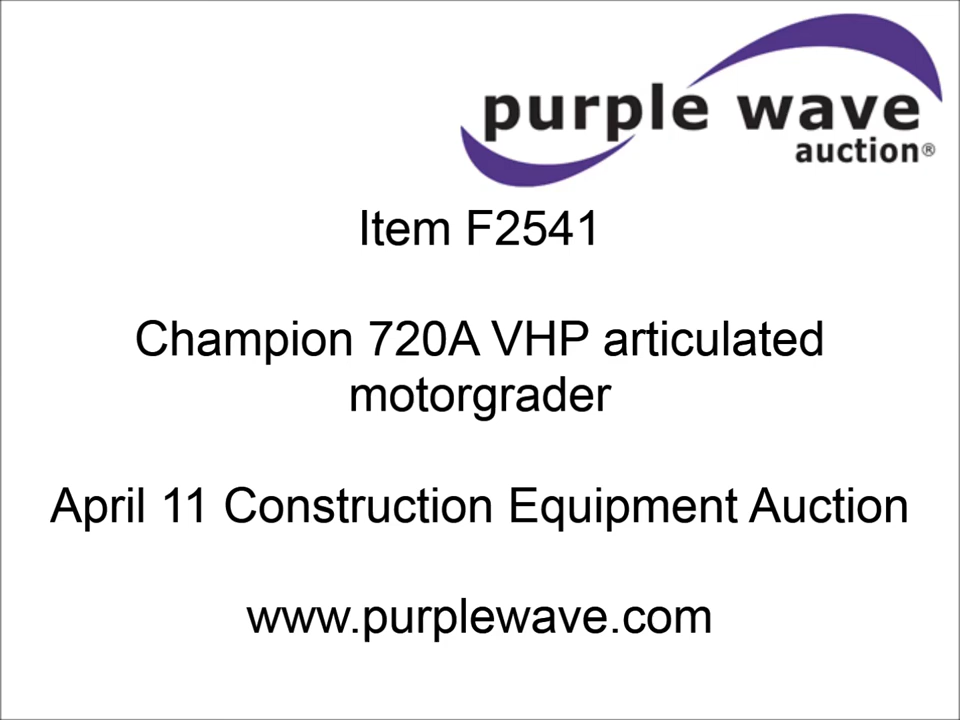 purple wave
auction®
Item F2541
Champion 720A VHP articulated
motorgrader
April 11 Construction Equipment Auction
www.purplewave.com